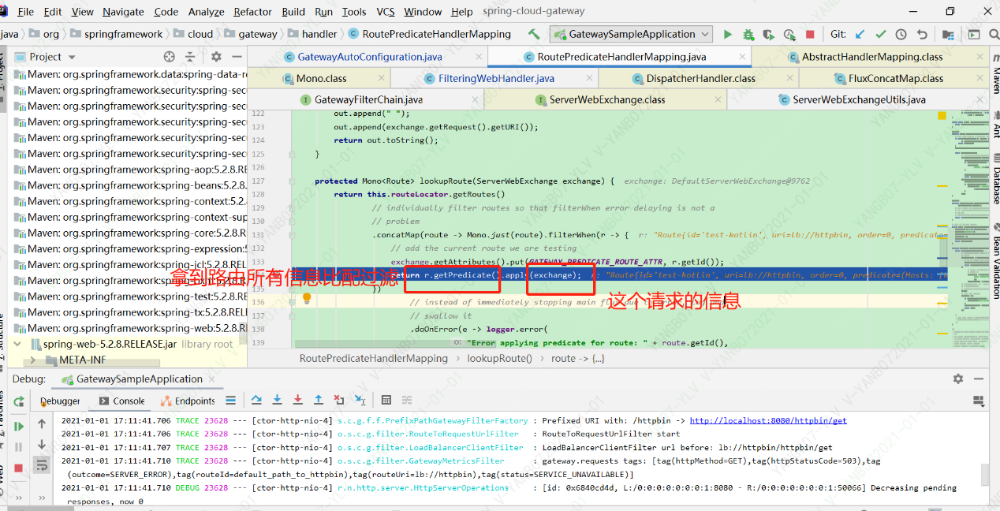 File Edit View Navigate Code Analyze Refactor Build Run Tools VCS Window Help spring-cloud-gateway
java org springframework cloud gateway handler RoutePredicateHandlerMapping GatewaySampleApplication Git:
Project
GatewayAutoConfiguration.java RoutePredicateHandlerMapping.java AbstractHandlerMapping.class
Mono.class FilteringWebHandler.java DispatcherHandler.class FluxConcatMap.class
GatewayFilterChain.java ServerWebExchange.class ServerWebExchangeUtils.java
Maven: org.springframework.data:spring-data-r
Maven: org.springframework.security:spring-sec
Maven: org.springframework.security:spring-sec
Maven: org.springframework.security:spring-sec
Maven: org.springframework.security:spring-sec
Maven: org.springframework.security:spring-sec
Maven: org.springframework:spring-aop:5.2.8.RE
Maven: org.springframework:spring-beans:5.2.8.
Maven: org.springframework:spring-context:5.2.
Maven: org.springframework:spring-context-sup
Maven: org.springframework:spring-core:5.2.8.R
Maven: org.springframework:spring-expression:
Maven: org.springframework:spring-jcl:5.2.8.REL
Maven: org.springframework:spring-test:5.2.8.RE
Maven: org.springframework:spring-tx:5.2.8.RELI
Maven: org.springframework:spring-web:5.2.8.R
spring-web-5.2.8.RELEASE.jar library root
META-INF
122 out.append(" ");
123 out.append(exchange.getRequest().getURI());
124 return out.toString();
125 }
126
127 protected Mono<Route> lookupRoute(ServerWebExchange exchange) { exchange: DefaultServerWebExchange@9762
128 return this.routeLocator.getRoutes()
129 // individually filter routes so that filterWhen error delaying is not a
130 // problem
131 .concatMap(route -> Mono.just(route).filterWhen(r -> { r: "Route{id='test-kotlin', uri=lb://httpbin, order=0, predicate=
132 // add the current route we are testing
133 exchange.getAttributes().put(GATEWAY_PREDICATE_ROUTE_ATTR, r.getId());
return r.getPredicate().apply(exchange); r: "Route{id='test-kotlin', uri=lb://httpbin, order=0, predicate=(Hosts: [k
拿到路由所有信息比配过滤
135 })
136 // instead of immediately stopping main
这个请求的信息
137 // swallow it
138 .doOnError(e -> logger.error(
139 o: "Error applying predicate for route: " + route.getId(),
RoutePredicateHandlerMapping lookupRoute() route -> {...}
Maven
Ant
Database
Bean Validation
Debug: GatewaySampleApplication
Debugger Console Endpoints
2021-01-01 17:11:41.706 TRACE 23628 --- [ctor-http-nio-4] s.c.g.f.f.PrefixPathGatewayFilterFactory : Prefixed URI with: /httpbin -> http://localhost:8080/httpbin/get
2021-01-01 17:11:41.706 TRACE 23628 --- [ctor-http-nio-4] o.s.c.g.filter.RouteToRequestUrlFilter : RouteToRequestUrlFilter start
2021-01-01 17:11:41.707 TRACE 23628 --- [ctor-http-nio-4] o.s.c.g.filter.LoadBalancerClientFilter : LoadBalancerClientFilter url before: lb://httpbin/httpbin/get
2021-01-01 17:11:41.710 TRACE 23628 --- [ctor-http-nio-4] o.s.c.g.filter.GatewayMetricsFilter : gateway.requests tags: [tag(httpMethod=GET),tag(httpStatusCode=503),tag
(outcome=SERVER_ERROR),tag(routeId=default_path_to_httpbin),tag(routeUri=lb://httpbin),tag(status=SERVICE_UNAVAILABLE)]
2021-01-01 17:11:41.710 DEBUG 23628 --- [ctor-http-nio-4] r.n.http.server.HttpServerOperations : [id: 0x6840cd4d, L:/0:0:0:0:0:0:0:1:8080 - R:/0:0:0:0:0:0:0:1:50066] Decreasing pending
responses, now 0